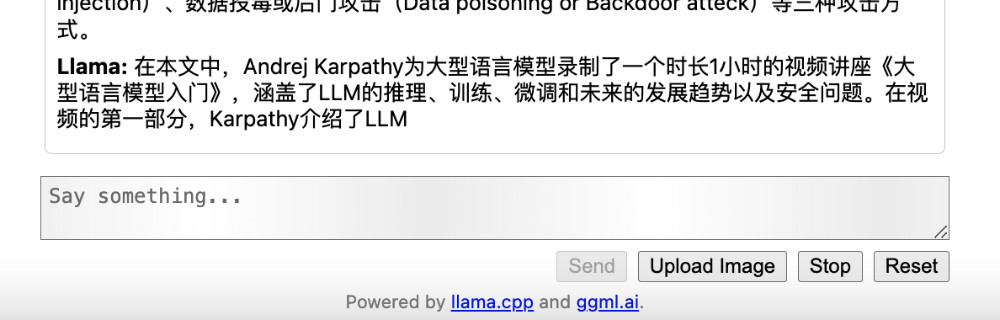 injection）、数据投毒或后门攻击（Data poisoning or Backdoor atteck）等三种攻击方
式。
Llama: 在本文中，Andrej Karpathy为大型语言模型录制了一个时长1小时的视频讲座《大
型语言模型入门》，涵盖了LLM的推理、训练、微调和未来的发展趋势以及安全问题。在视
频的第一部分，Karpathy介绍了LLM
Say something...
Send Upload Image Stop Reset
Powered by llama.cpp and ggml.ai.